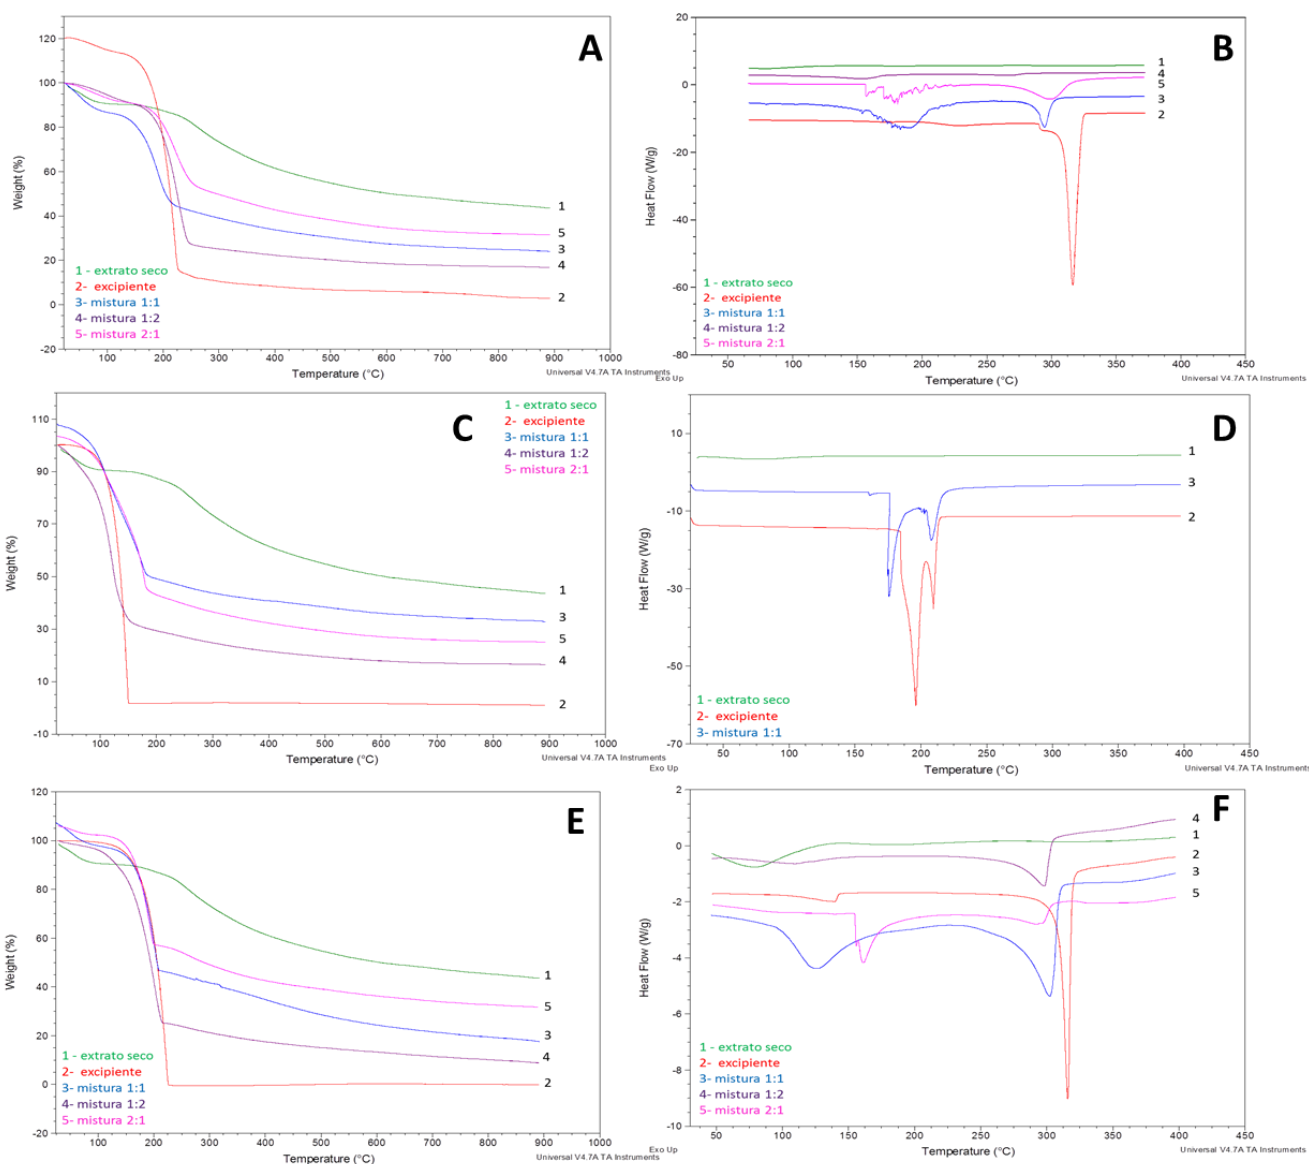 A
Weight (%)
120
100
80
60
40
20
0
-20
1
5
3
4
2
1 - extrato seco
2- excipiente
3- mistura 1:1
4- mistura 1:2
5- mistura 2:1
100 200 300 400 500 600 700 800 900 1000
Temperature (°C)
Universal V4.7A TA Instruments
B
Heat Flow (W/g)
20
0
-20
-40
-60
-80
1
4
5
3
2
1 - extrato seco
2- excipiente
3- mistura 1:1
4- mistura 1:2
5- mistura 2:1
50 100 150 200 250 300 350 400 450
Exo Up
Temperature (°C)
Universal V4.7A TA Instruments
C
Weight (%)
110
90
70
50
30
10
-10
1 - extrato seco
2- excipiente
3- mistura 1:1
4- mistura 1:2
5- mistura 2:1
1
3
5
4
2
100 200 300 400 500 600 700 800 900 1000
Temperature (°C)
Universal V4.7A TA Instruments
D
Heat Flow (W/g)
10
-10
-30
-50
-70
1
3
2
1 - extrato seco
2- excipiente
3- mistura 1:1
50 100 150 200 250 300 350 400 450
Exo Up
Temperature (°C)
Universal V4.7A TA Instruments
E
Weight (%)
120
100
80
60
40
20
0
-20
1
5
3
4
2
1 - extrato seco
2- excipiente
3- mistura 1:1
4- mistura 1:2
5- mistura 2:1
100 200 300 400 500 600 700 800 900 1000
Temperature (°C)
Universal V4.7A TA Instruments
F
Heat Flow (W/g)
2
0
-2
-4
-6
-8
-10
4
1
2
3
5
1 - extrato seco
2- excipiente
3- mistura 1:1
4- mistura 1:2
5- mistura 2:1
50 100 150 200 250 300 350 400 450
Exo Up
Temperature (°C)
Universal V4.7A TA Instruments